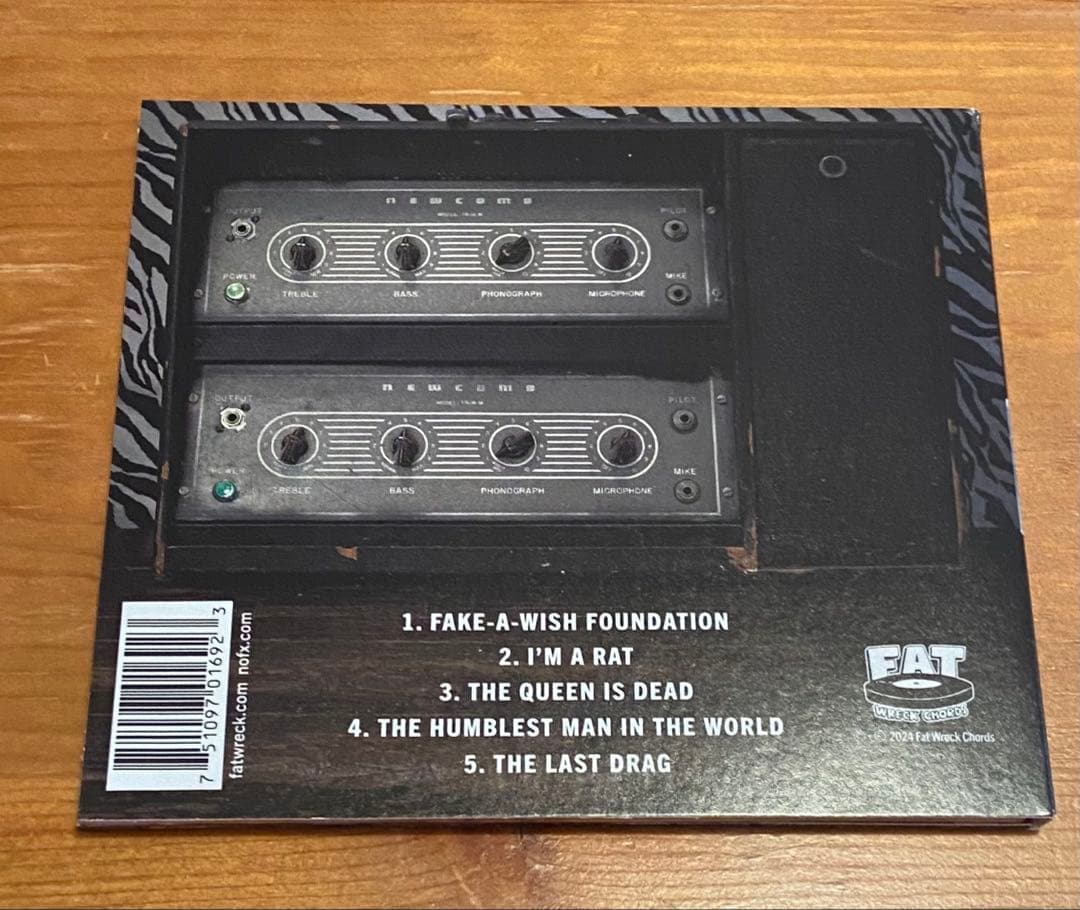 NEWCOMB
OUTPUT
PILOT
POWER
MIKE
TREBLE
BASS
PHONOGRAPH
MICROPHONE
NEWCOMB
OUTPUT
PILOT
POWER
MIKE
TREBLE
BASS
PHONOGRAPH
MICROPHONE
1. FAKE-A-WISH FOUNDATION
2. I'M A RAT
3. THE QUEEN IS DEAD
4. THE HUMBLEST MAN IN THE WORLD
5. THE LAST DRAG
7 51097 01692 3
fatwreck.com nofx.com
FAT
WRECK CHORDS
© 2024 Fat Wreck Chords